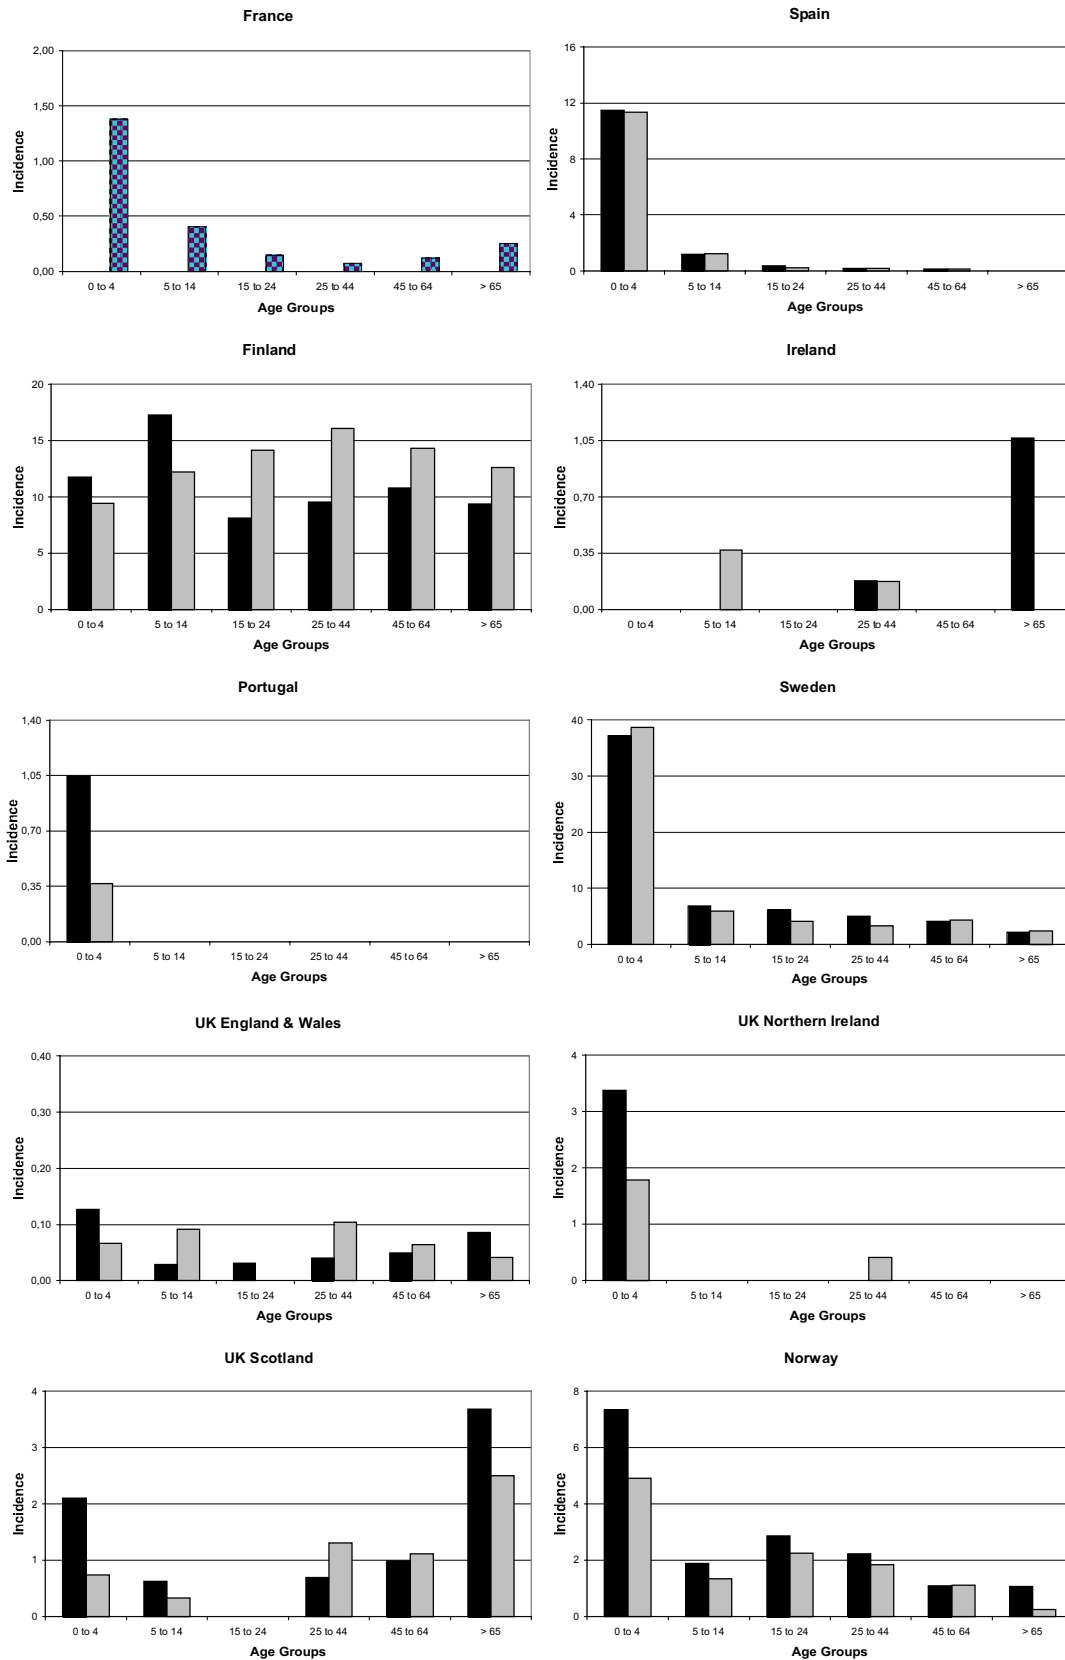 France
2,00
1,50
1,00
0,50
0,00
Incidence
0 to 4 5 to 14 15 to 24 25 to 44 45 to 64 > 65
Age Groups
Spain
16
12
8
4
0
Incidence
0 to 4 5 to 14 15 to 24 25 to 44 45 to 64 > 65
Age Groups
Finland
20
15
10
5
0
Incidence
0 to 4 5 to 14 15 to 24 25 to 44 45 to 64 > 65
Age Groups
Ireland
1,40
1,05
0,70
0,35
0,00
Incidence
0 to 4 5 to 14 15 to 24 25 to 44 45 to 64 > 65
Age Groups
Portugal
1,40
1,05
0,70
0,35
0,00
Incidence
0 to 4 5 to 14 15 to 24 25 to 44 45 to 64 > 65
Age Groups
Sweden
40
30
20
10
0
Incidence
0 to 4 5 to 14 15 to 24 25 to 44 45 to 64 > 65
Age Groups
UK England & Wales
0,40
0,30
0,20
0,10
0,00
Incidence
0 to 4 5 to 14 15 to 24 25 to 44 45 to 64 > 65
Age Groups
UK Northern Ireland
4
3
2
1
0
Incidence
0 to 4 5 to 14 15 to 24 25 to 44 45 to 64 > 65
Age Groups
UK Scotland
4
3
2
1
0
Incidence
0 to 4 5 to 14 15 to 24 25 to 44 45 to 64 > 65
Age Groups
Norway
8
6
4
2
0
Incidence
0 to 4 5 to 14 15 to 24 25 to 44 45 to 64 > 65
Age Groups